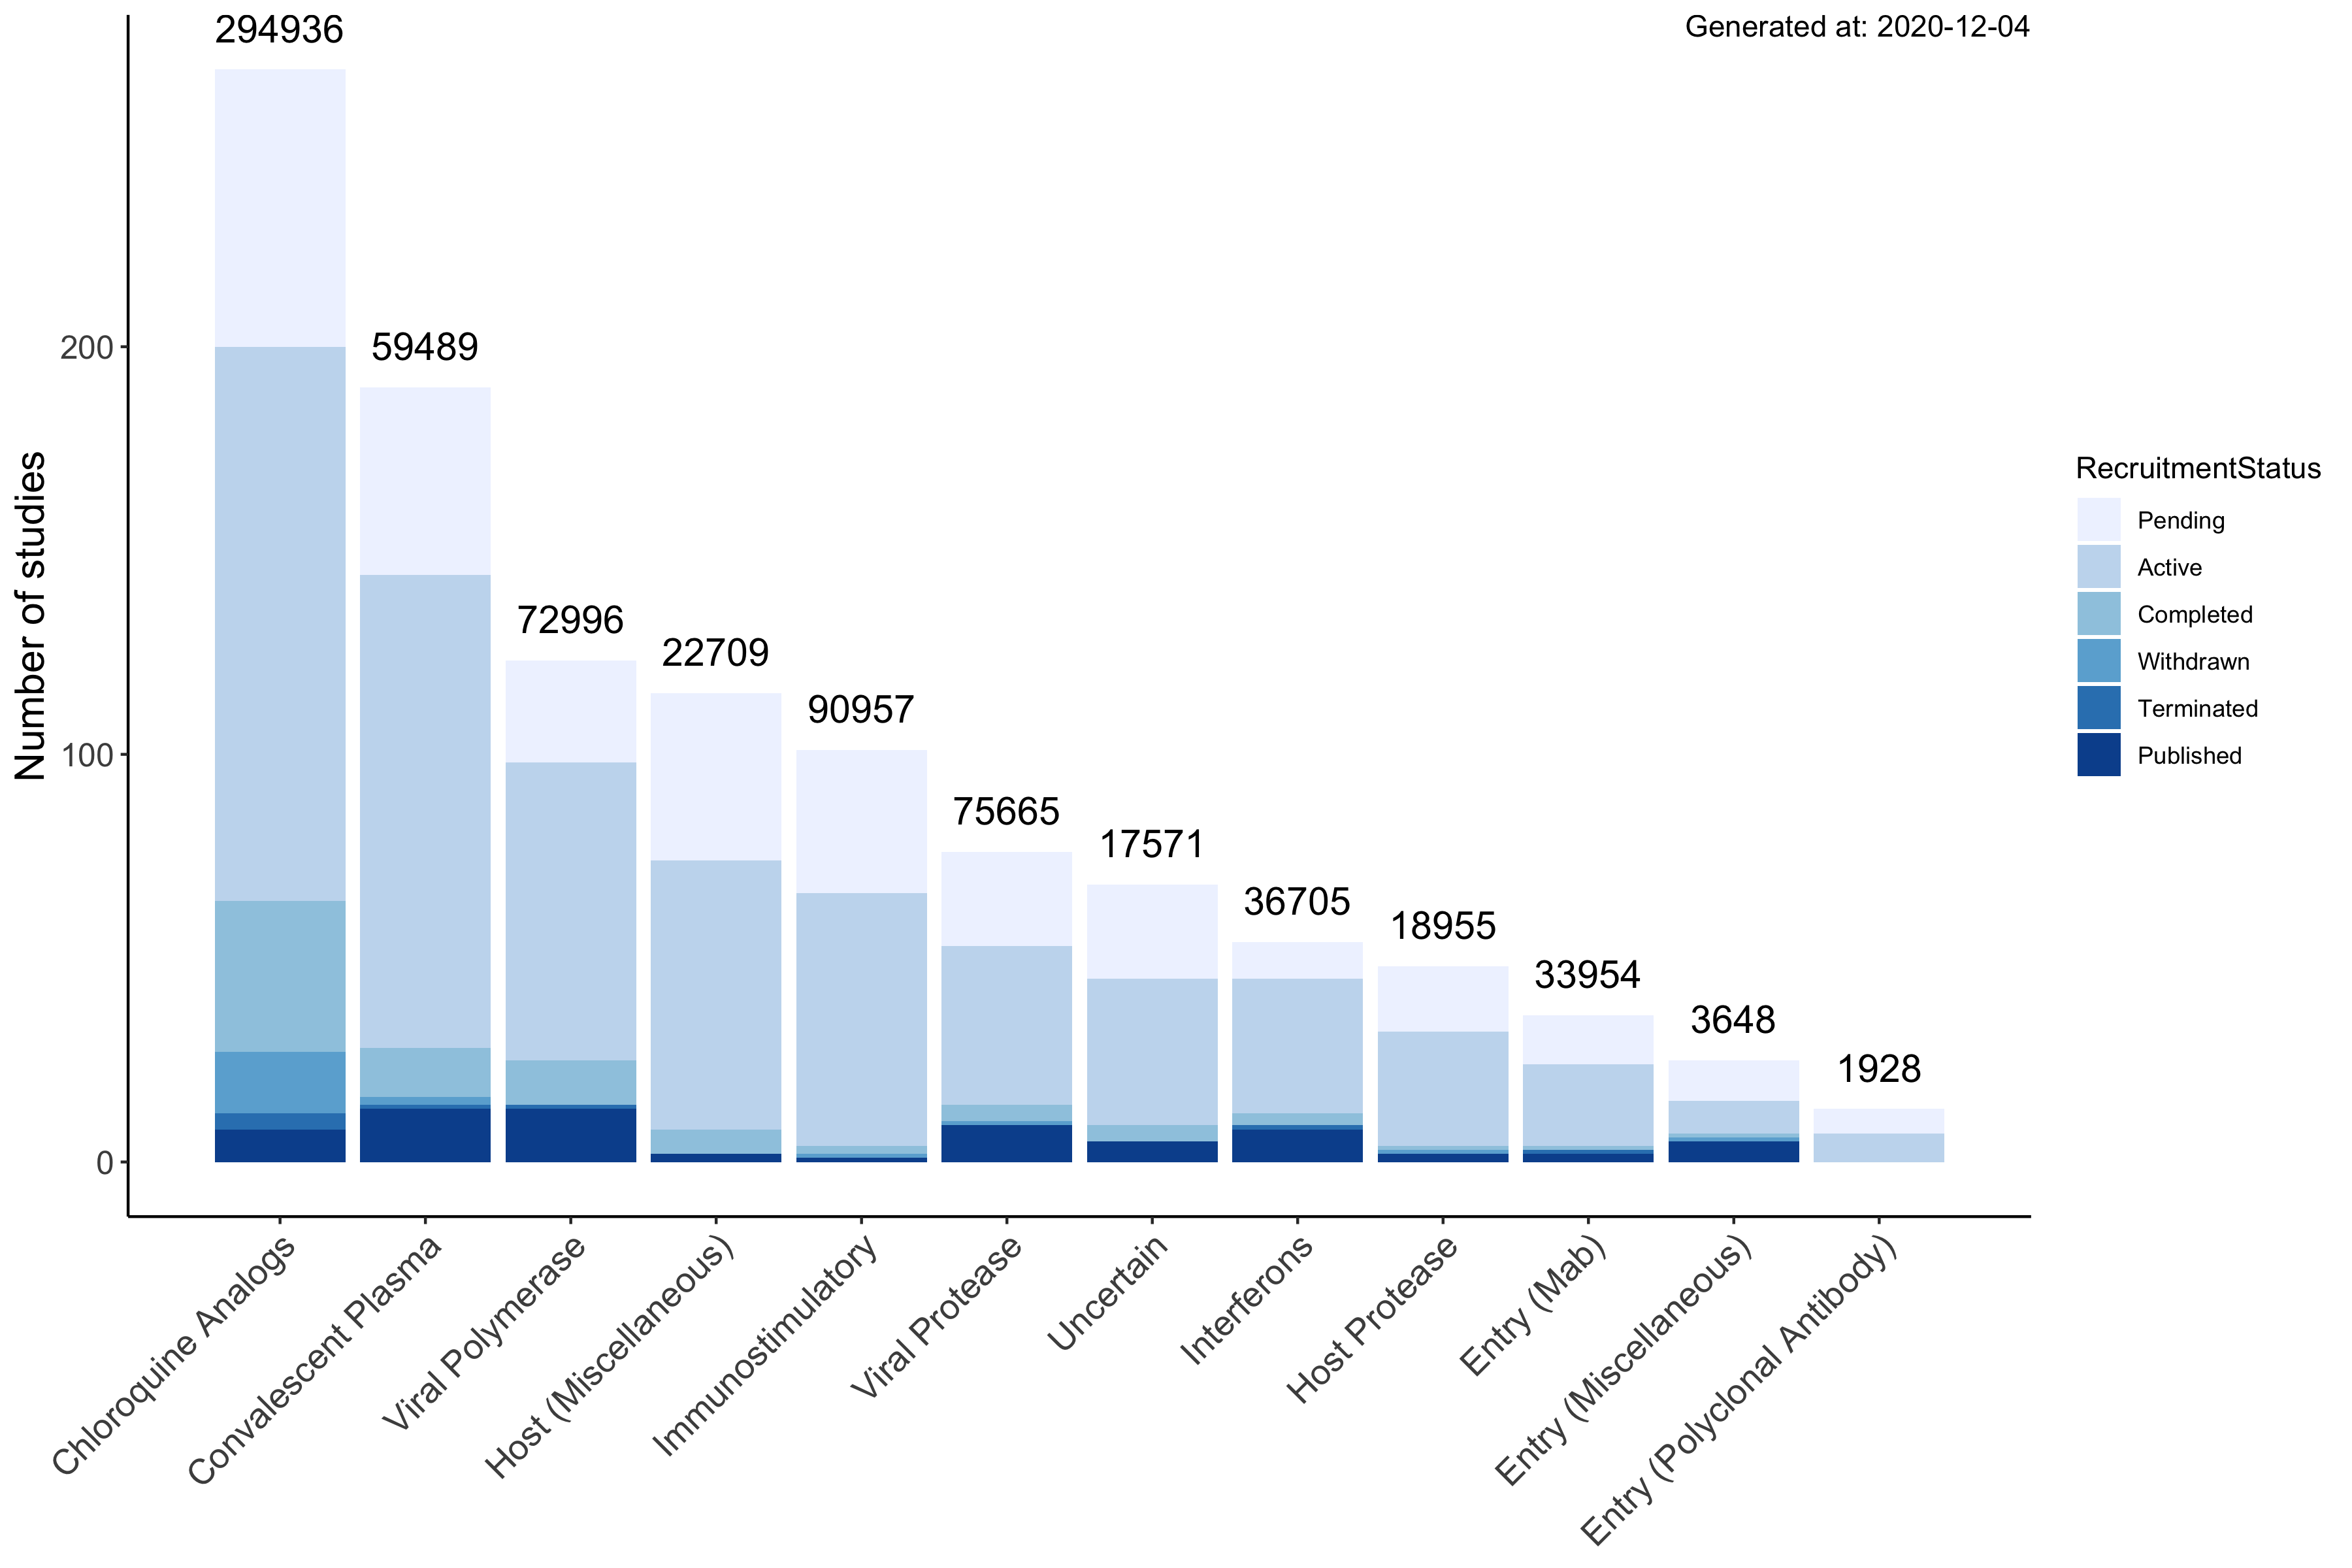 Generated at: 2020-12-04
294936
59489
72996
22709
90957
75665
17571
36705
18955
33954
3648
1928
Number of studies
200
100
0
Chloroquine Analogs
Convalescent Plasma
Viral Polymerase
Host (Miscellaneous)
Immunostimulatory
Viral Protease
Uncertain
Interferons
Host Protease
Entry (Mab)
Entry (Miscellaneous)
Entry (Polyclonal Antibody)
RecruitmentStatus
Pending
Active
Completed
Withdrawn
Terminated
Published